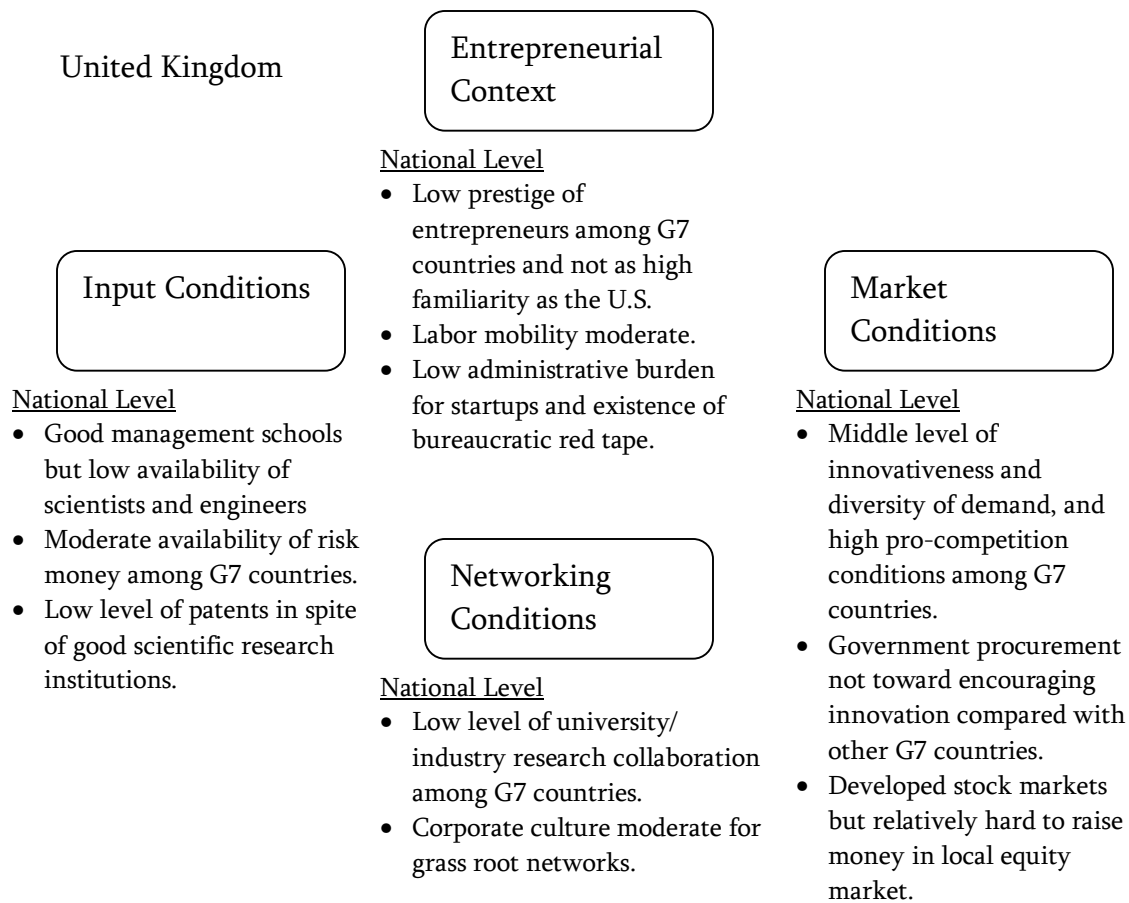 United Kingdom
Entrepreneurial
Context
National Level
• Low prestige of
entrepreneurs among G7
countries and not as high
familiarity as the U.S.
• Labor mobility moderate.
• Low administrative burden
for startups and existence of
bureaucratic red tape.
Input Conditions
National Level
• Good management schools
but low availability of
scientists and engineers
• Moderate availability of risk
money among G7 countries.
• Low level of patents in spite
of good scientific research
institutions.
Market
Conditions
National Level
• Middle level of
innovativeness and
diversity of demand, and
high pro-competition
conditions among G7
countries.
• Government procurement
not toward encouraging
innovation compared with
other G7 countries.
• Developed stock markets
but relatively hard to raise
money in local equity
market.
Networking
Conditions
National Level
• Low level of university/
industry research collaboration
among G7 countries.
• Corporate culture moderate for
grass root networks.